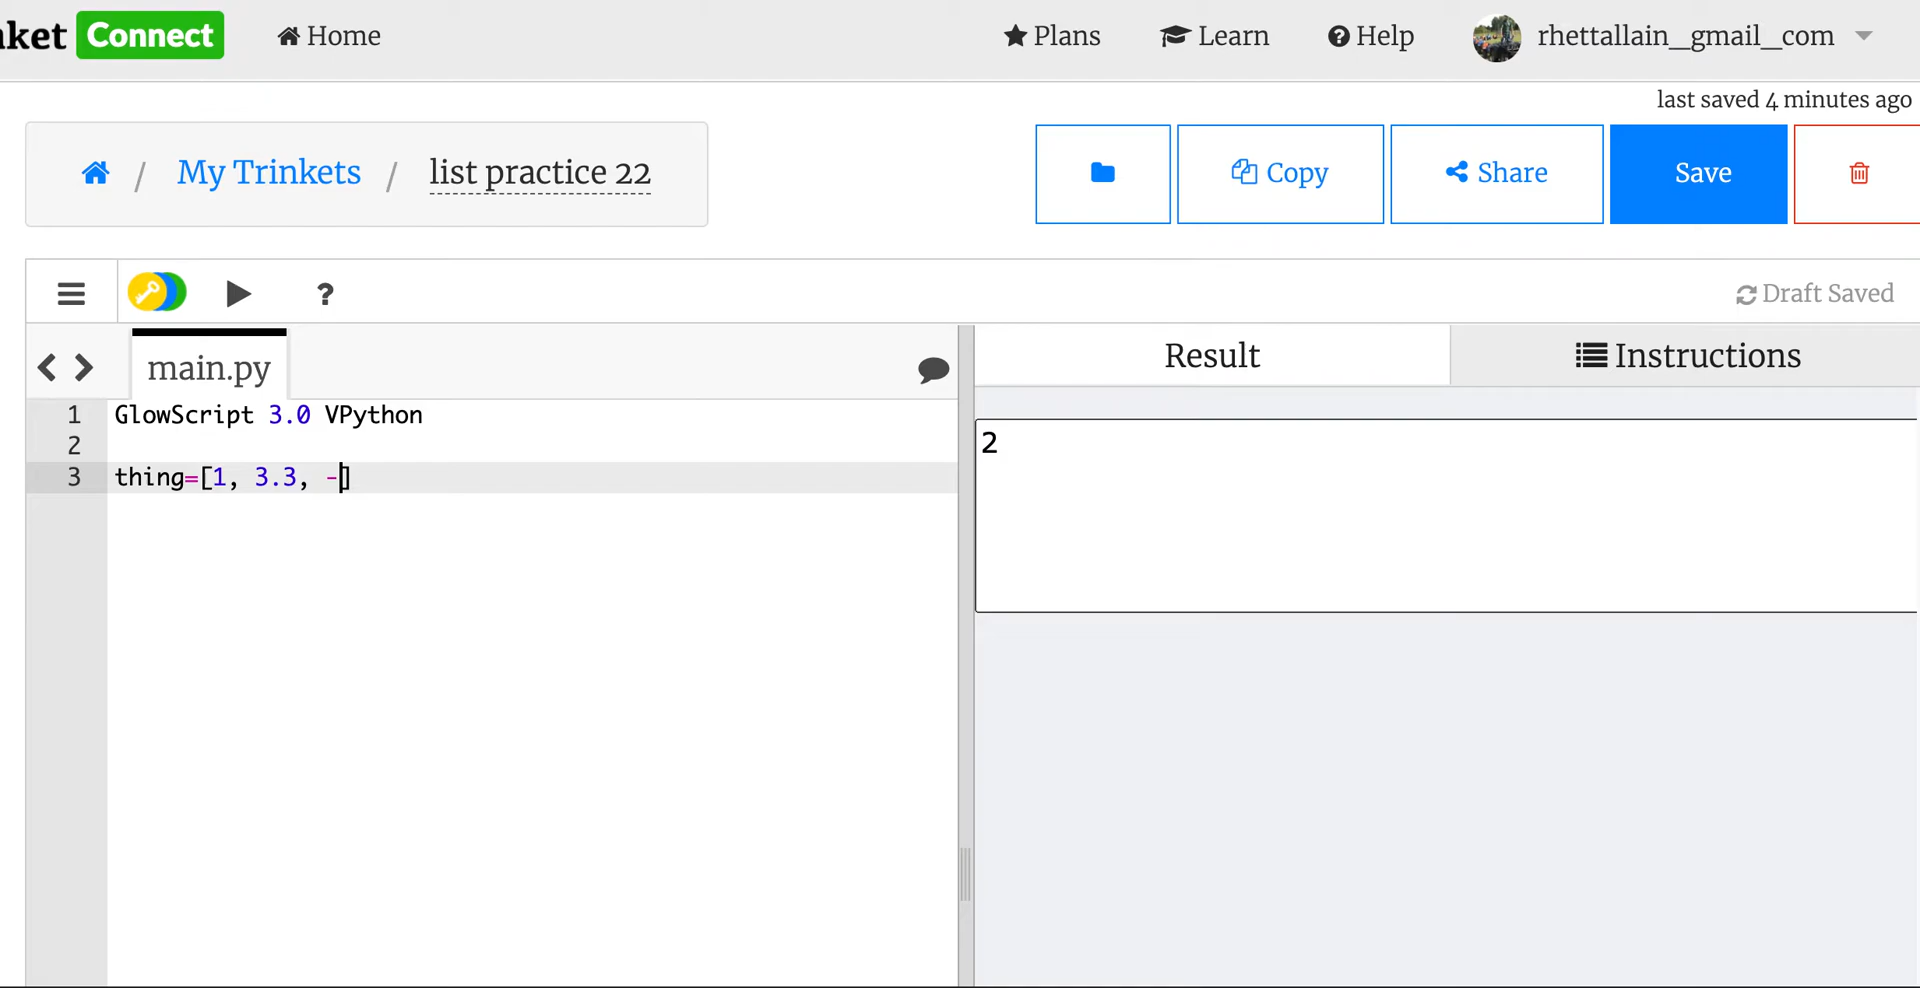 nket Connect Home Plans Learn Help rhettallain_gmail_com
last saved 4 minutes ago
/ My Trinkets / list practice 22 Copy Share Save
? Draft Saved
main.py Result Instructions
1 GlowScript 3.0 VPython
2
3 thing=[1, 3.3, -]
2